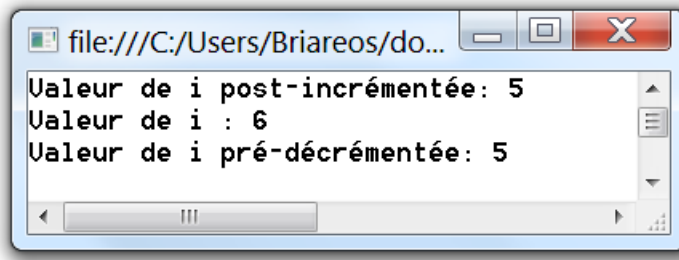 file:///C:/Users/Briareos/do...
Valeur de i post-incrémentée: 5
Valeur de i : 6
Valeur de i pré-décrémentée: 5